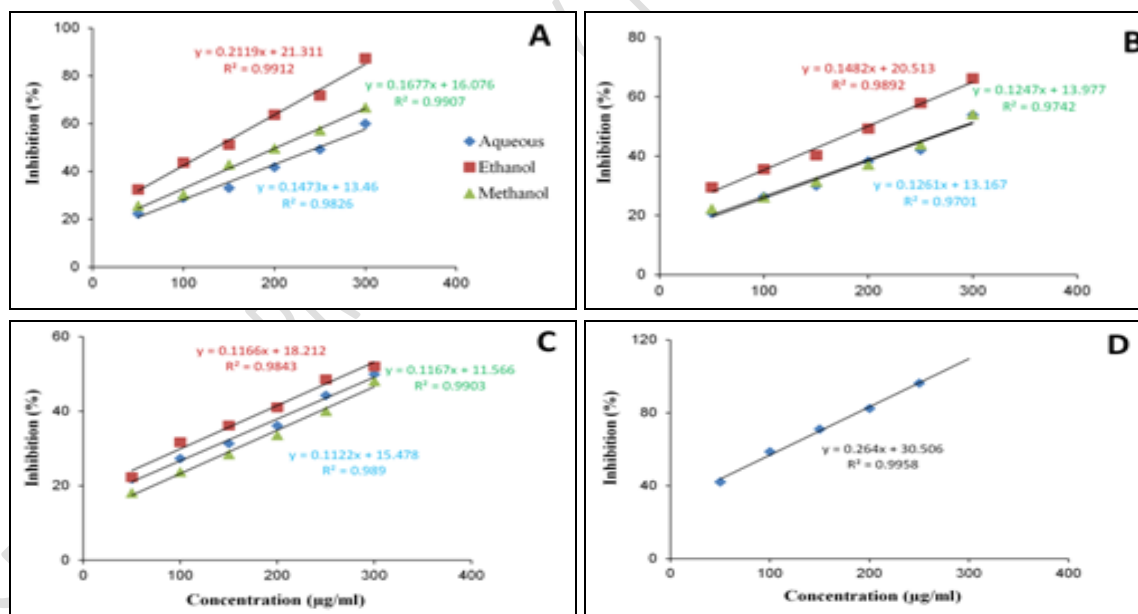 A
100
80
60
40
20
0
0
100
200
300
400
Inhibition (%)
y = 0.2119x + 21.311
R² = 0.9912
y = 0.1677x + 16.076
R² = 0.9907
y = 0.1473x + 13.46
R² = 0.9826
Aqueous
Ethanol
Methanol
B
80
60
40
20
0
0
100
200
300
400
Inhibition (%)
y = 0.1482x + 20.513
R² = 0.9892
y = 0.1247x + 13.977
R² = 0.9742
y = 0.1261x + 13.167
R² = 0.9701
C
60
40
20
0
0
100
200
300
400
Inhibition (%)
Concentration (µg/ml)
y = 0.1166x + 18.212
R² = 0.9843
y = 0.1167x + 11.566
R² = 0.9903
y = 0.1122x + 15.478
R² = 0.989
D
120
80
40
0
0
100
200
300
400
Inhibition (%)
Concentration (µg/ml)
y = 0.264x + 30.506
R² = 0.9958